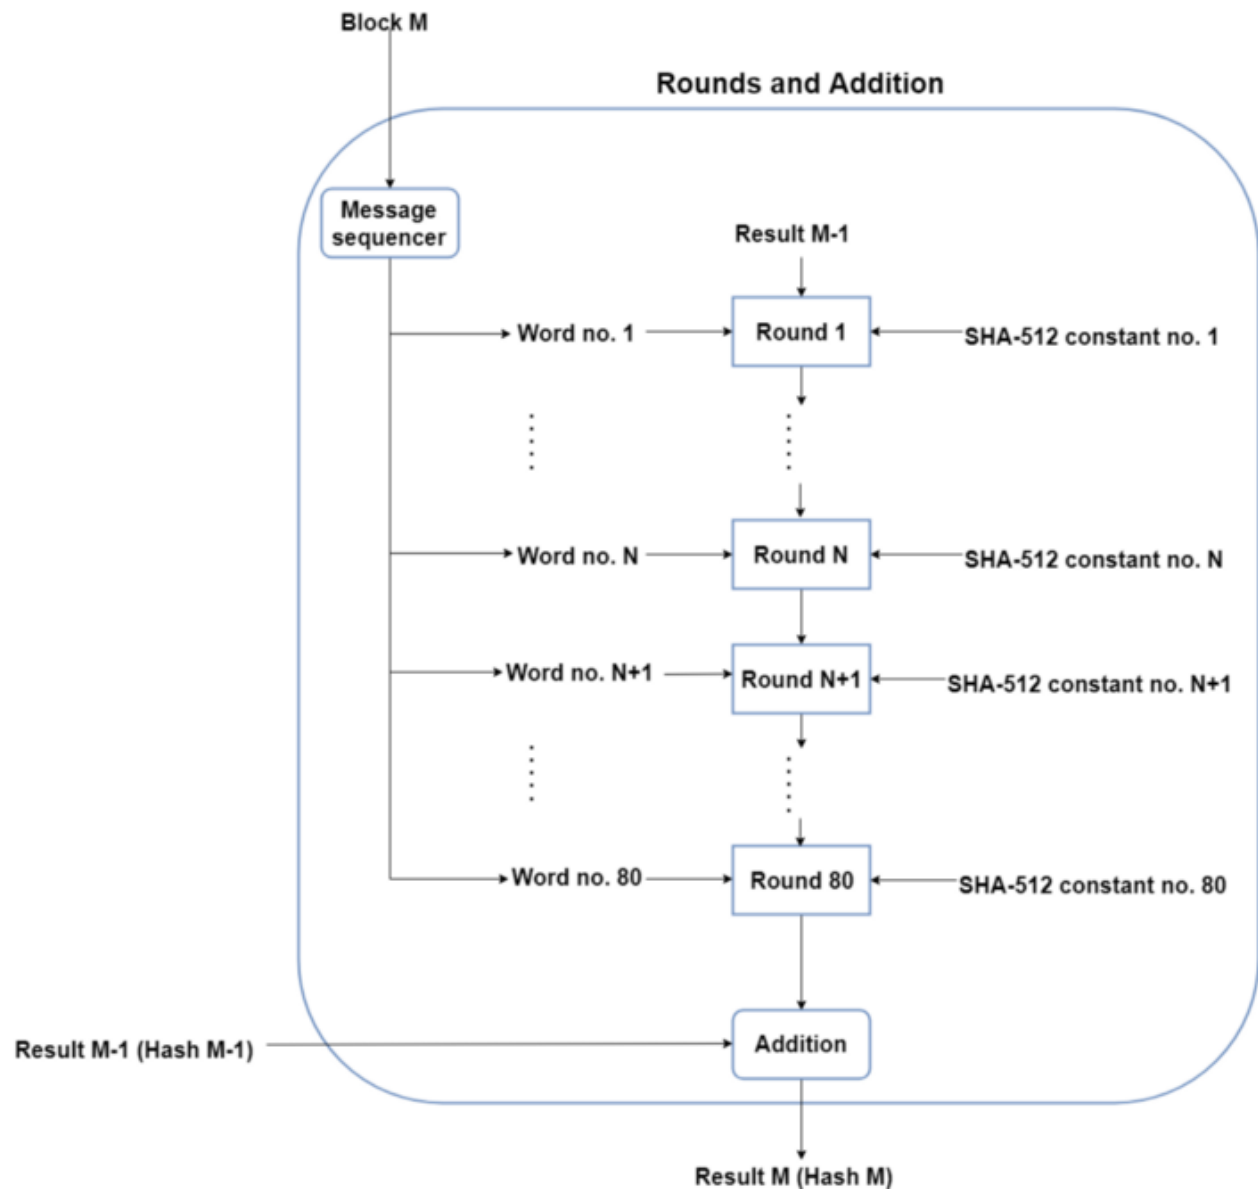 Block M
Rounds and Addition
Message
sequencer
Result M-1
Word no. 1
Round 1
SHA-512 constant no. 1
Word no. N
Round N
SHA-512 constant no. N
Word no. N+1
Round N+1
SHA-512 constant no. N+1
Word no. 80
Round 80
SHA-512 constant no. 80
Result M-1 (Hash M-1)
Addition
Result M (Hash M)